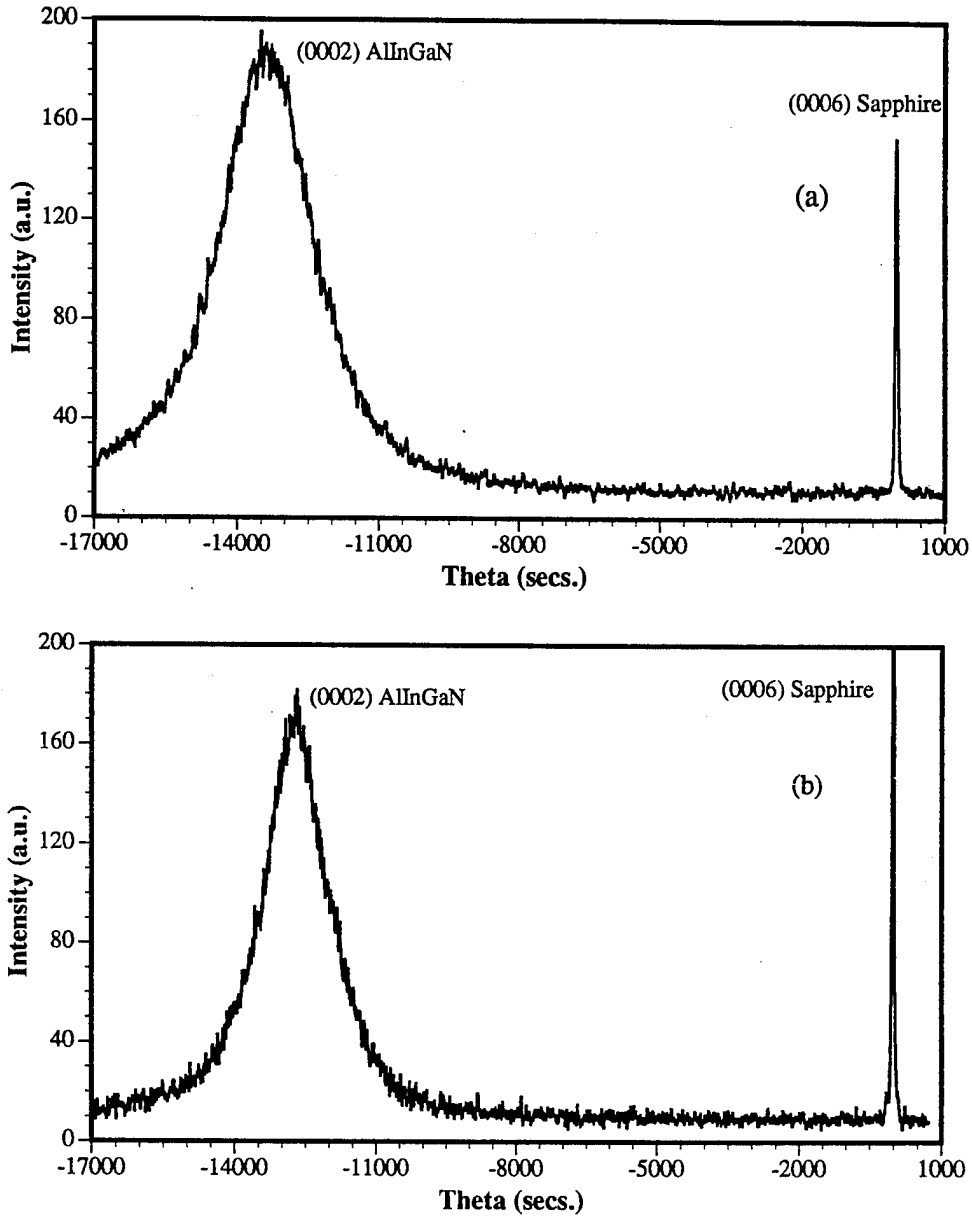 200
160
120
80
40
0
Intensity (a.u.)
(0002) AlInGaN
(0006) Sapphire
(a)
-17000 -14000 -11000 -8000 -5000 -2000 1000
Theta (secs.)
200
160
120
80
40
0
Intensity (a.u.)
(0002) AlInGaN
(0006) Sapphire
(b)
-17000 -14000 -11000 -8000 -5000 -2000 1000
Theta (secs.)